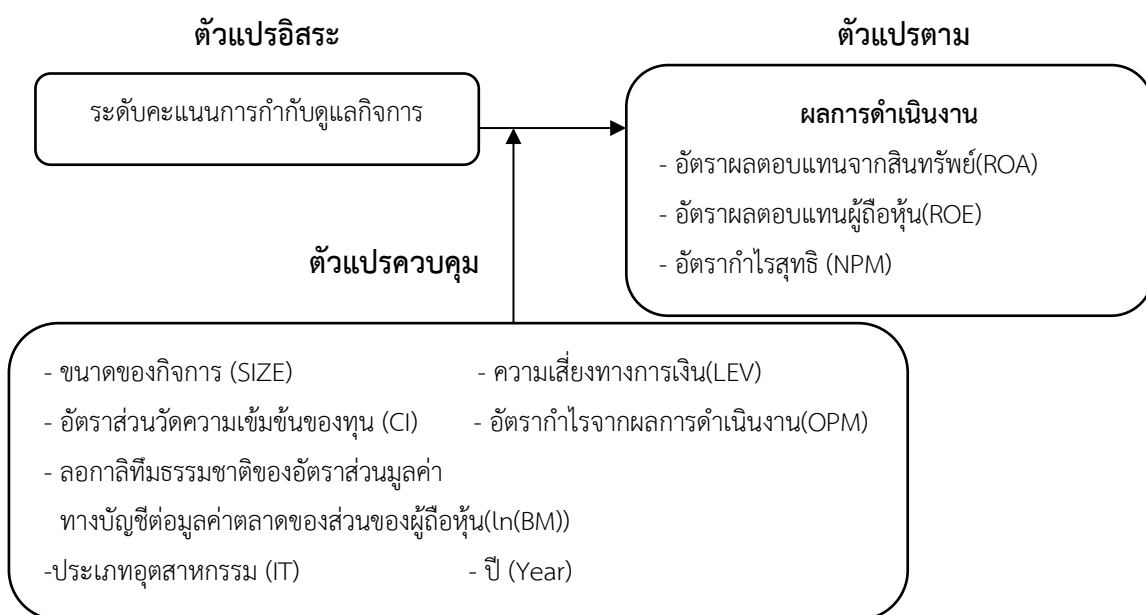 ตัวแปรอิสระ ตัวแปรตาม
ระดับคะแนนการกำกับดูแลกิจการ
ผลการดำเนินงาน
- อัตราผลตอบแทนจากสินทรัพย์(ROA)
- อัตราผลตอบแทนผู้ถือหุ้น(ROE)
- อัตรากำไรสุทธิ (NPM)
ตัวแปรควบคุม
- ขนาดของกิจการ (SIZE) - ความเสี่ยงทางการเงิน(LEV)
- อัตราส่วนวัดความเข้มข้นของทุน (CI) - อัตรากำไรจากผลการดำเนินงาน(OPM)
- ลอกาลิทึมธรรมชาติของอัตราส่วนมูลค่า
ทางบัญชีต่อมูลค่าตลาดของส่วนของผู้ถือหุ้น(ln(BM))
-ประเภทอุตสาหกรรม (IT) - ปี (Year)